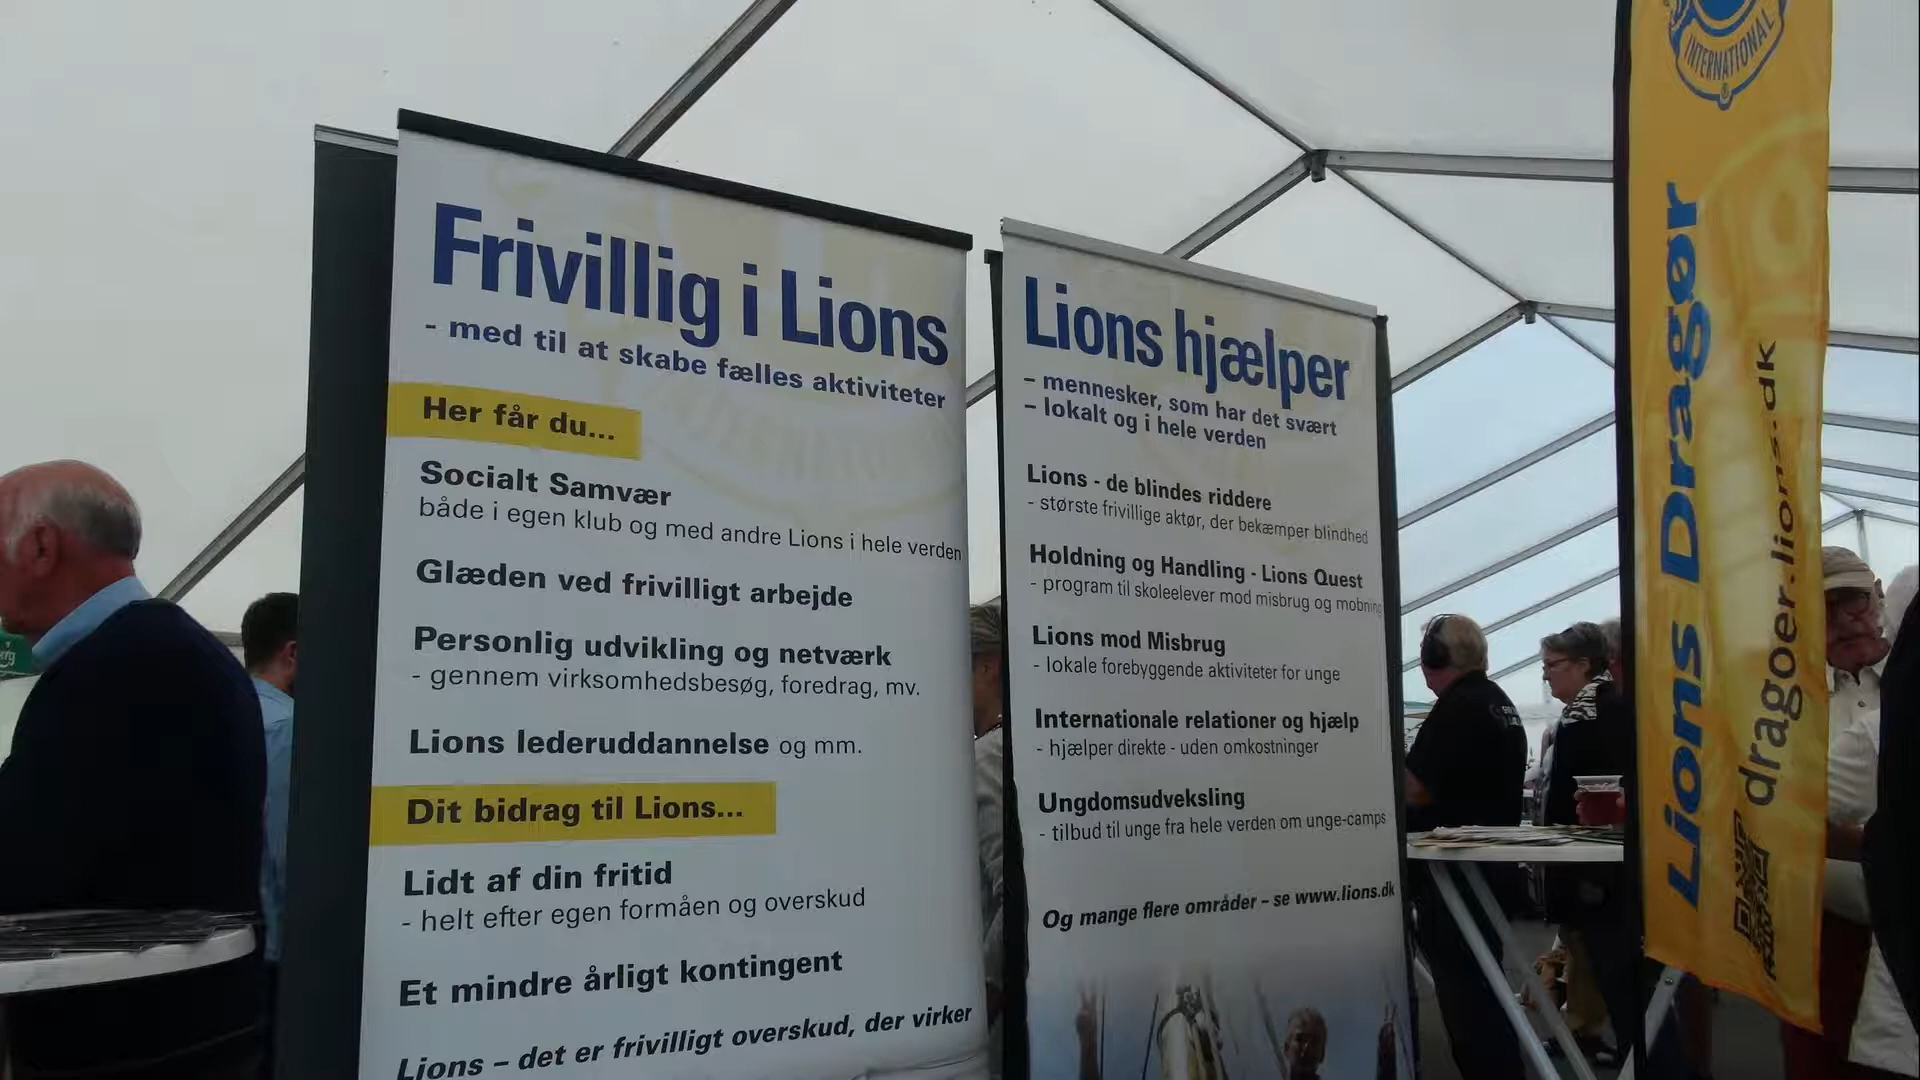 Frivillig i Lions
- med til at skabe fælles aktiviteter
Her får du...
Socialt Samvær
både i egen klub og med andre Lions i hele verden
Glæden ved frivilligt arbejde
Personlig udvikling og netværk
- gennem virksomhedsbesøg, foredrag, mv.
Lions lederuddannelse og mm.
Dit bidrag til Lions...
Lidt af din fritid
- helt efter egen formåen og overskud
Et mindre årligt kontingent
Lions – det er frivilligt overskud, der virker
Lions hjælper
– mennesker, som har det svært
– lokalt og i hele verden
Lions - de blindes riddere
- største frivillige aktør, der bekæmper blindhed
Holdning og Handling - Lions Quest
- program til skoleelever mod misbrug og mobning
Lions mod Misbrug
- lokale forebyggende aktiviteter for unge
Internationale relationer og hjælp
- hjælper direkte - uden omkostninger
Ungdomsudveksling
- tilbud til unge fra hele verden om unge-camps
Og mange flere områder – se www.lions.dk
INTERNATIONAL
Lions Dragør
dragoer.lions.dk